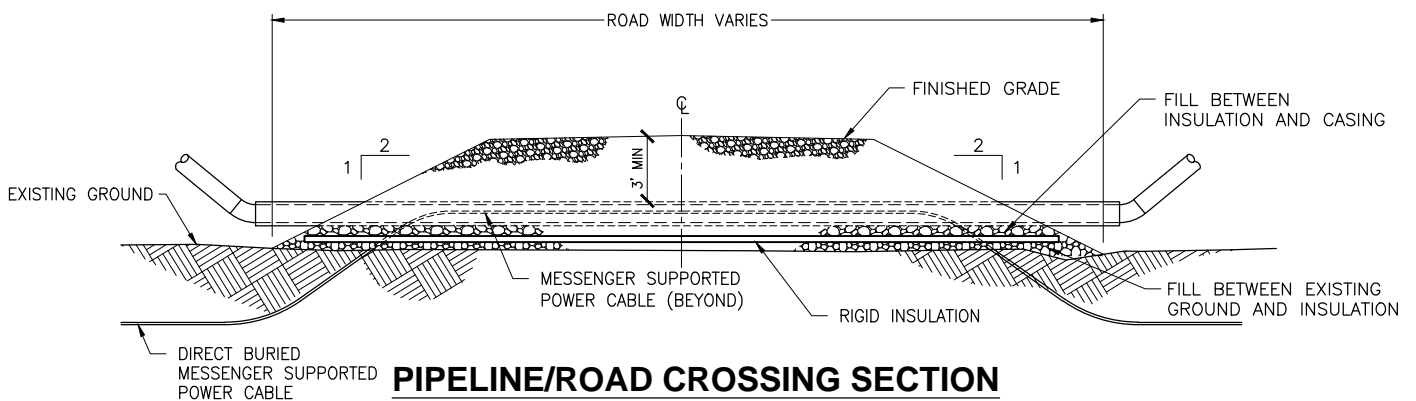 ROAD WIDTH VARIES
FINISHED GRADE
℄
FILL BETWEEN
INSULATION AND CASING
2
1
3' MIN
2
1
EXISTING GROUND
MESSENGER SUPPORTED
POWER CABLE (BEYOND)
RIGID INSULATION
FILL BETWEEN EXISTING
GROUND AND INSULATION
DIRECT BURIED
MESSENGER SUPPORTED
POWER CABLE
PIPELINE/ROAD CROSSING SECTION